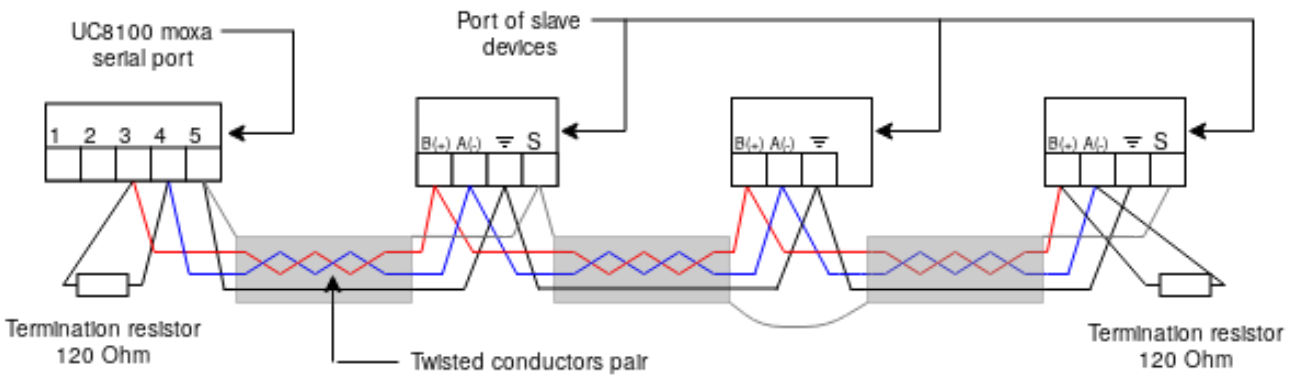 UC8100 moxa
serial port
Port of slave
devices
1 2 3 4 5
B(+) A(-) S
B(+) A(-)
B(+) A(-) S
Termination resistor
120 Ohm
Twisted conductors pair
Termination resistor
120 Ohm